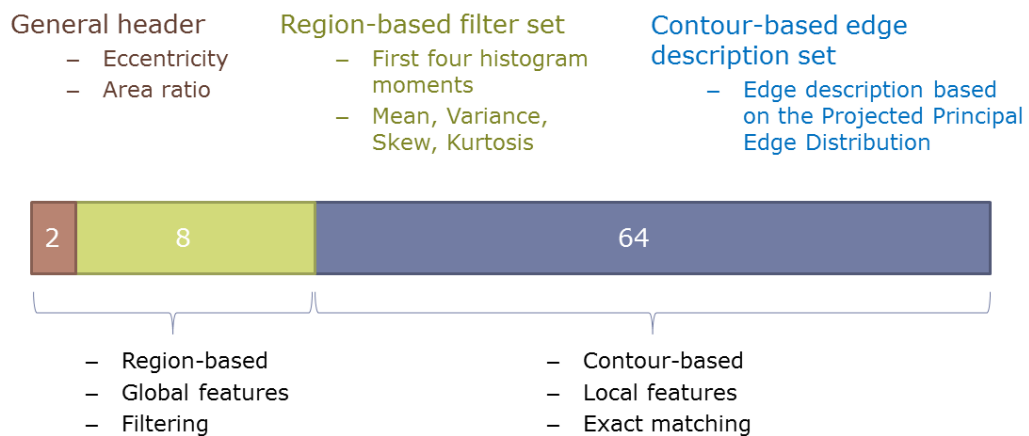 General header
– Eccentricity
– Area ratio
Region-based filter set
– First four histogram
moments
– Mean, Variance,
Skew, Kurtosis
Contour-based edge
description set
– Edge description based
on the Projected Principal
Edge Distribution
2
8
64
– Region-based
– Global features
– Filtering
– Contour-based
– Local features
– Exact matching